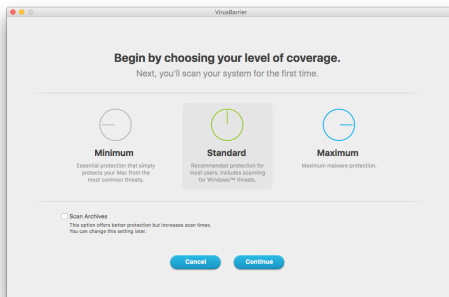 VirusBarrier
Begin by choosing your level of coverage.
Next, you'll scan your system for the first time.
Minimum
Essential protection that simply
protects your Mac from the
most common threats.
Standard
Recommended protection for
most users. Includes scanning
for Windows™ threats.
Maximum
Maximum malware protection.
Scan Archives
This option offers better protection but increases scan times.
You can change this setting later.
Cancel
Continue